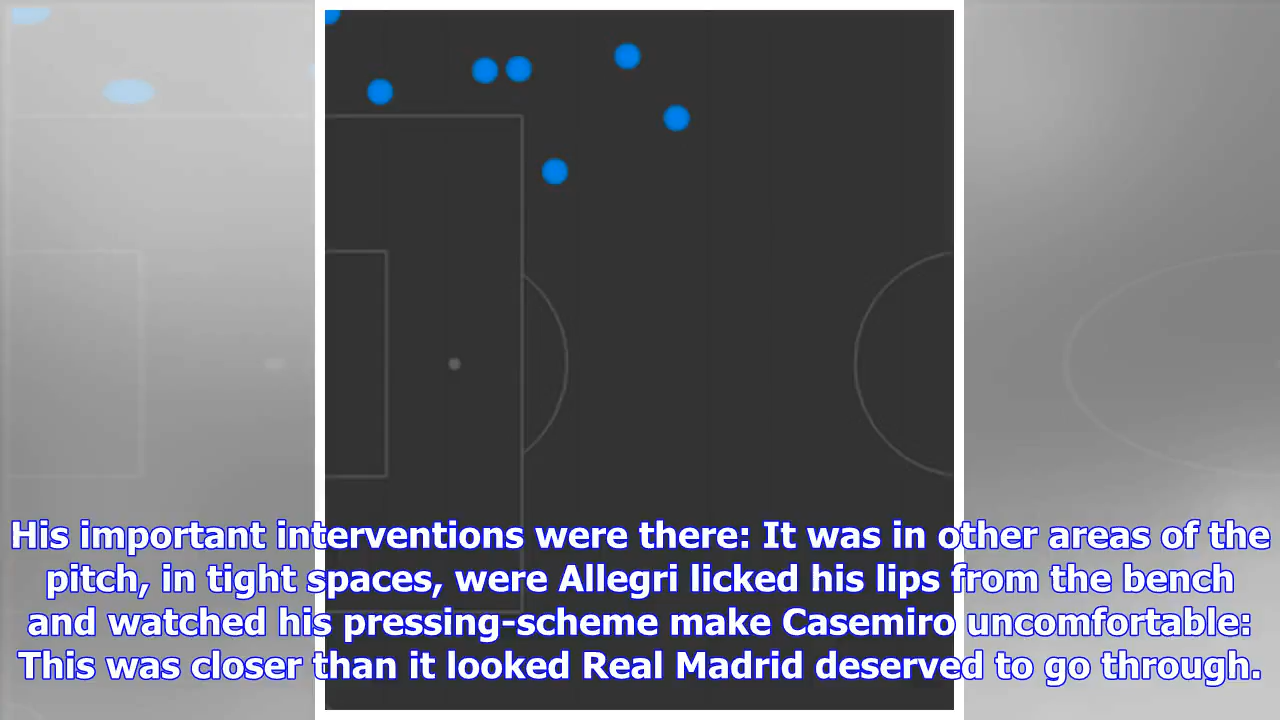 His important interventions were there: It was in other areas of the
pitch, in tight spaces, were Allegri licked his lips from the bench
and watched his pressing-scheme make Casemiro uncomfortable:
This was closer than it looked Real Madrid deserved to go through.